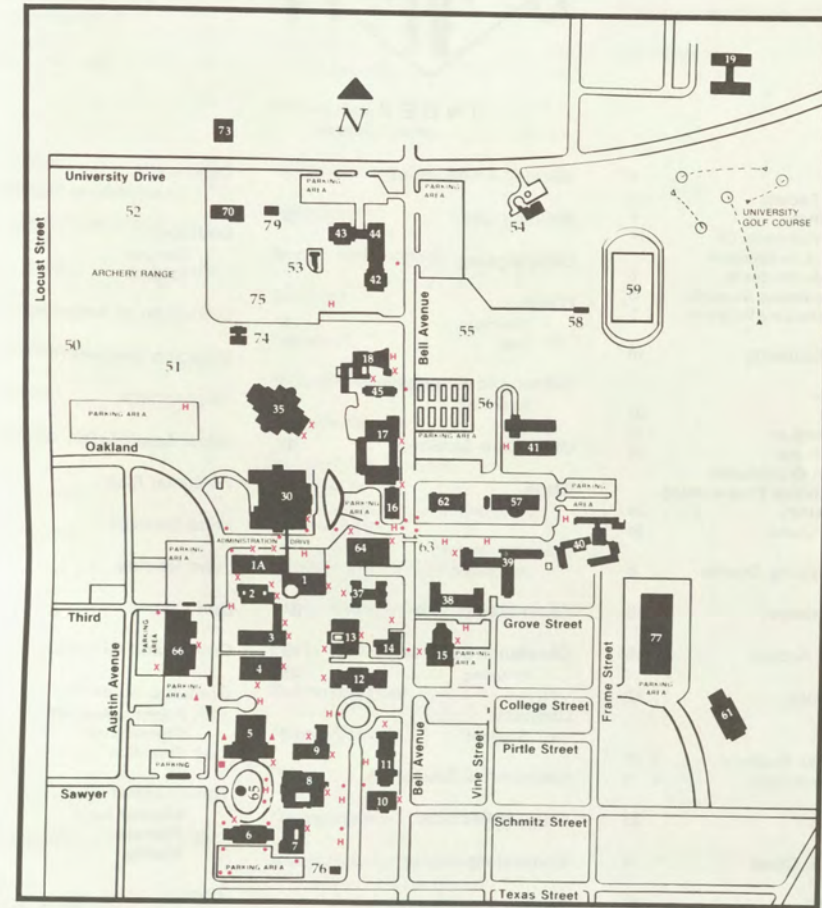 19
N
73
University Drive
PARKING
AREA
PARKING
AREA
52
70
79
54
UNIVERSITY
GOLF COURSE
Locust Street
43
44
53
59
ARCHERY RANGE
42
75
H
Bell Avenue
55
58
74
50
51
18
H
X
X
45
35
56
H
PARKING AREA
X
X
17
X
PARKING AREA
H
41
Oakland
30
PARKING
AREA
16
62
57
PARKING
AREA
H
H
H
ADMINISTRATION DRIVE
X
X
X
H
64
63
H
X
H
39
40
PARKING
AREA
1A
1
X
2
37
X
38
77
Third
H
X
66
X
3
13
X
14
X
15
H
PARKING
AREA
Grove Street
PARKING
AREA
X
4
X
12
X
PARKING
AREA
Austin Avenue
PARKING
AREA
H
H
College Street
Frame Street
61
5
9
X
11
Bell Avenue
Vine Street
Pirtle Street
PARKING
X
H
Sawyer
65
H
8
X
10
X
H
Schmitz Street
6
X
7
H
H
PARKING AREA
76
Texas Street